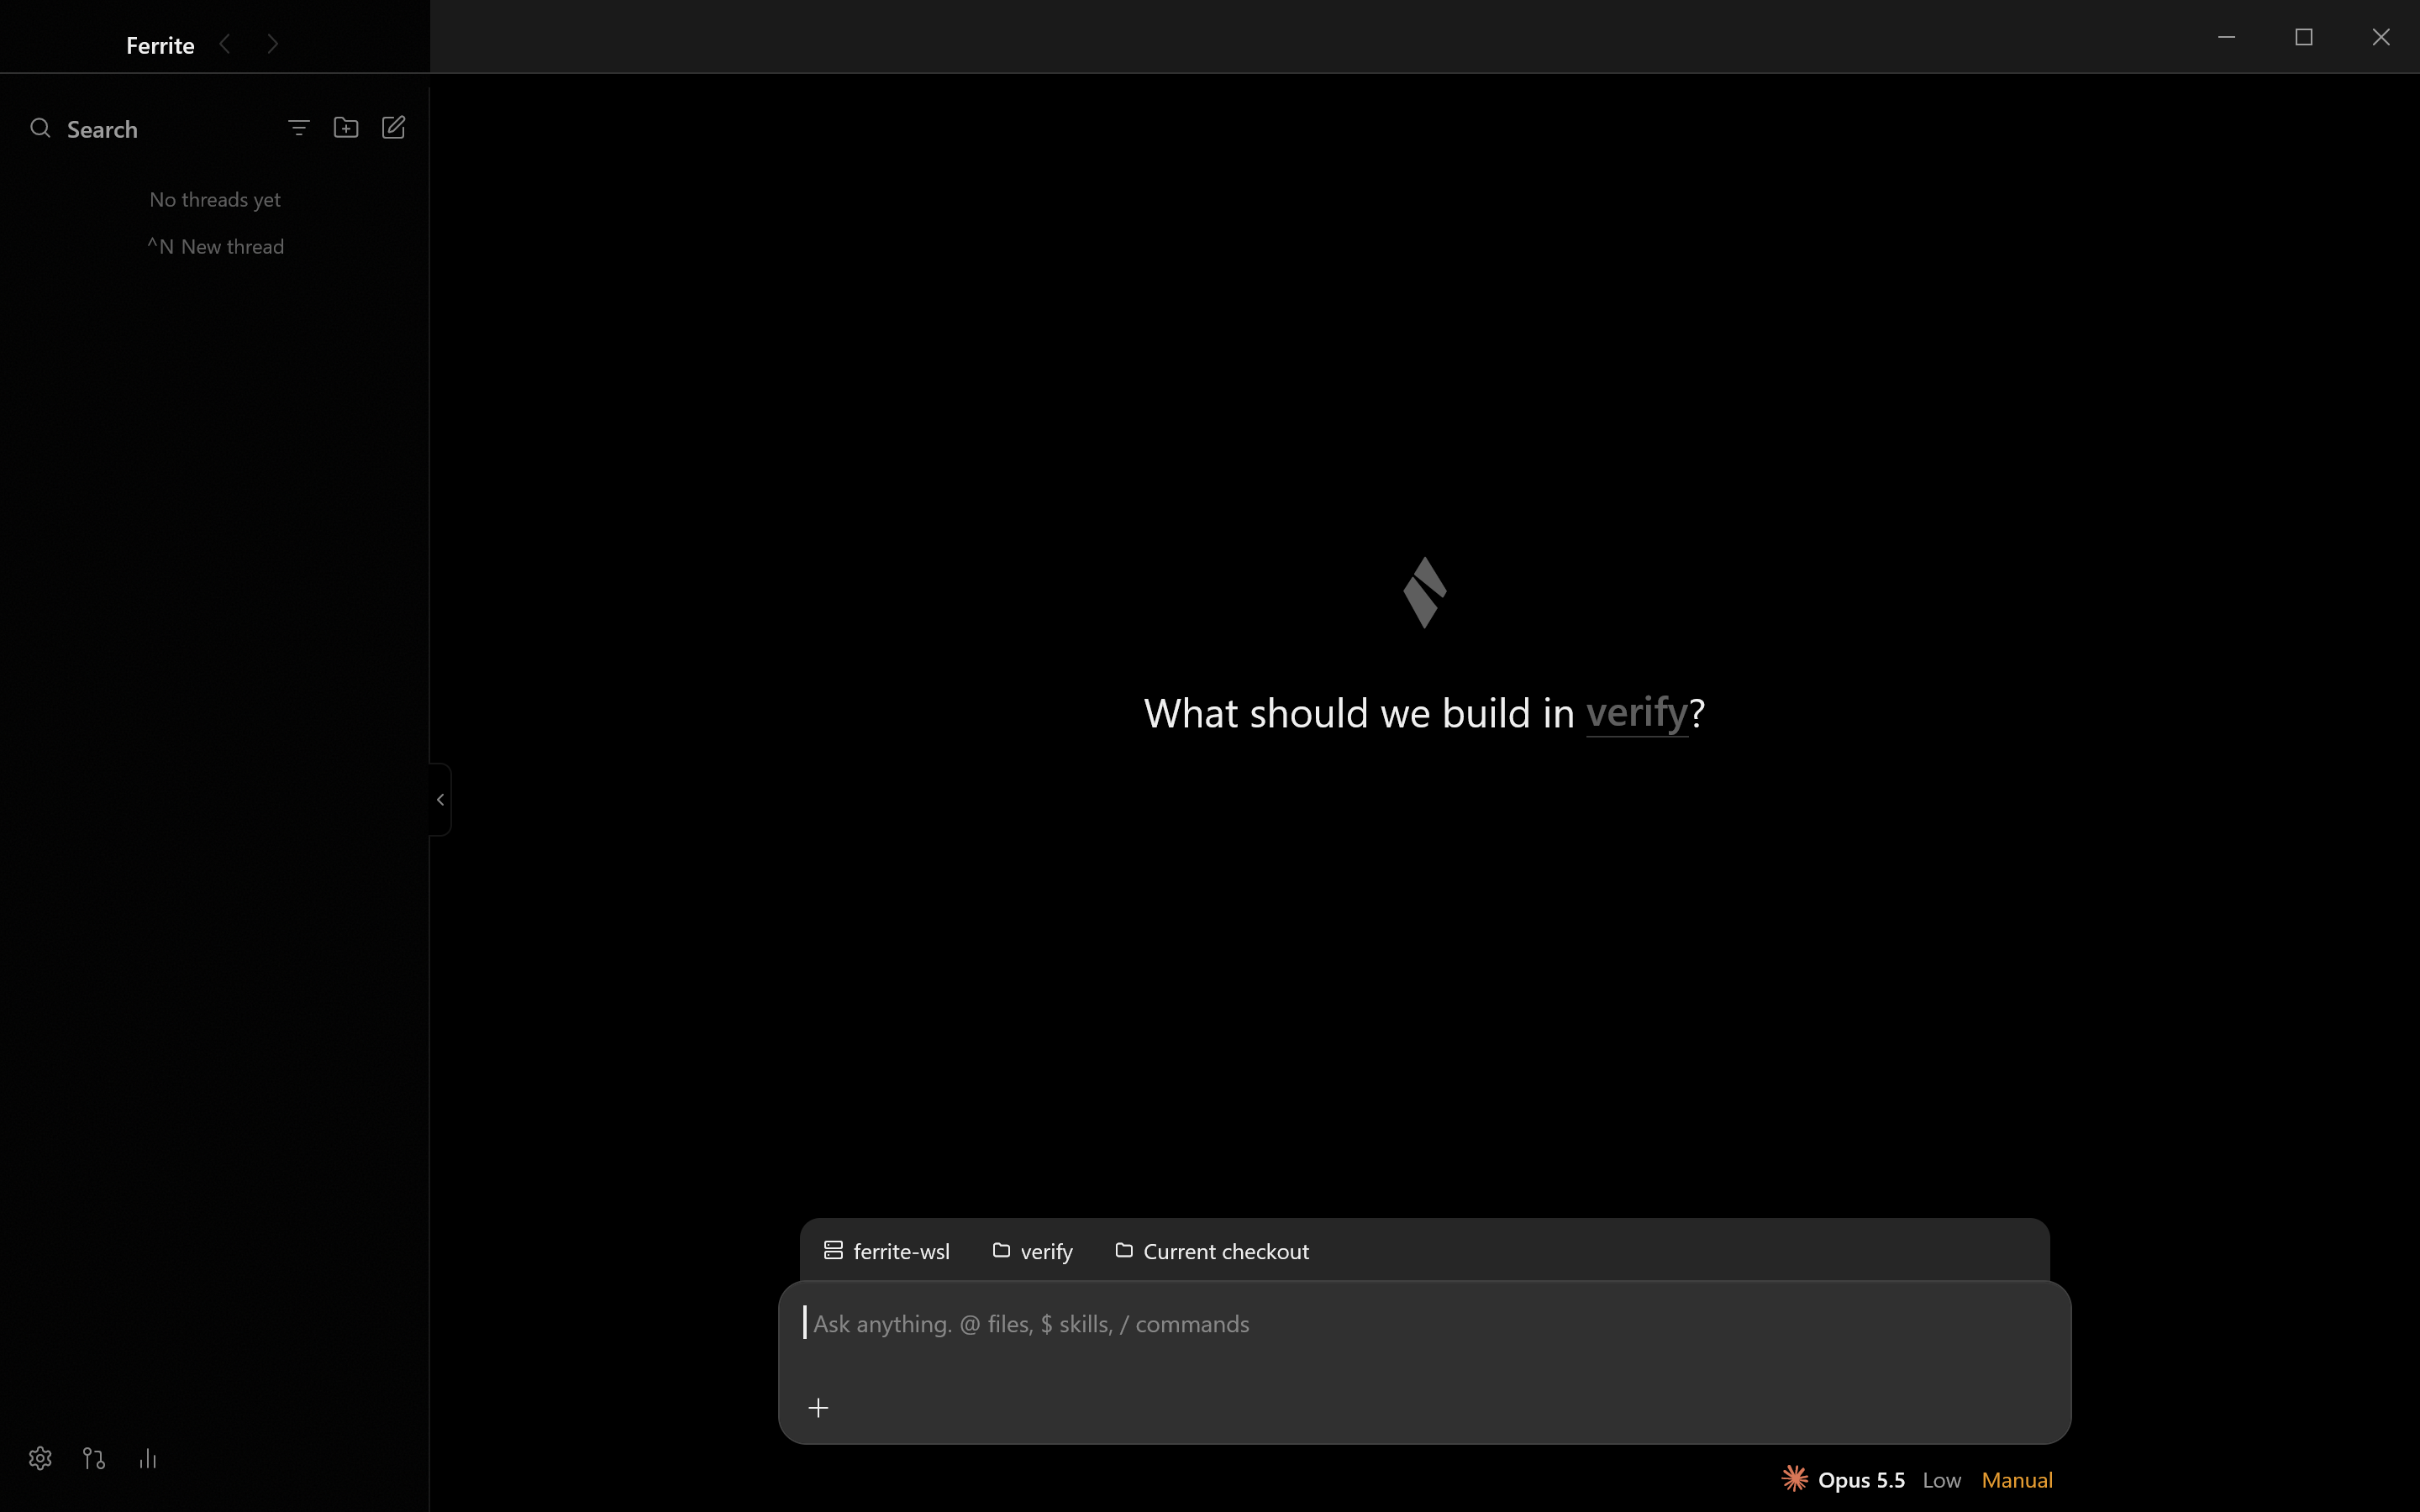 Ferrite
Search
No threads yet
^N New thread
What should we build in verify?
ferrite-wsl verify Current checkout
Ask anything. @ files, $ skills, / commands
Opus 5.5 Low Manual